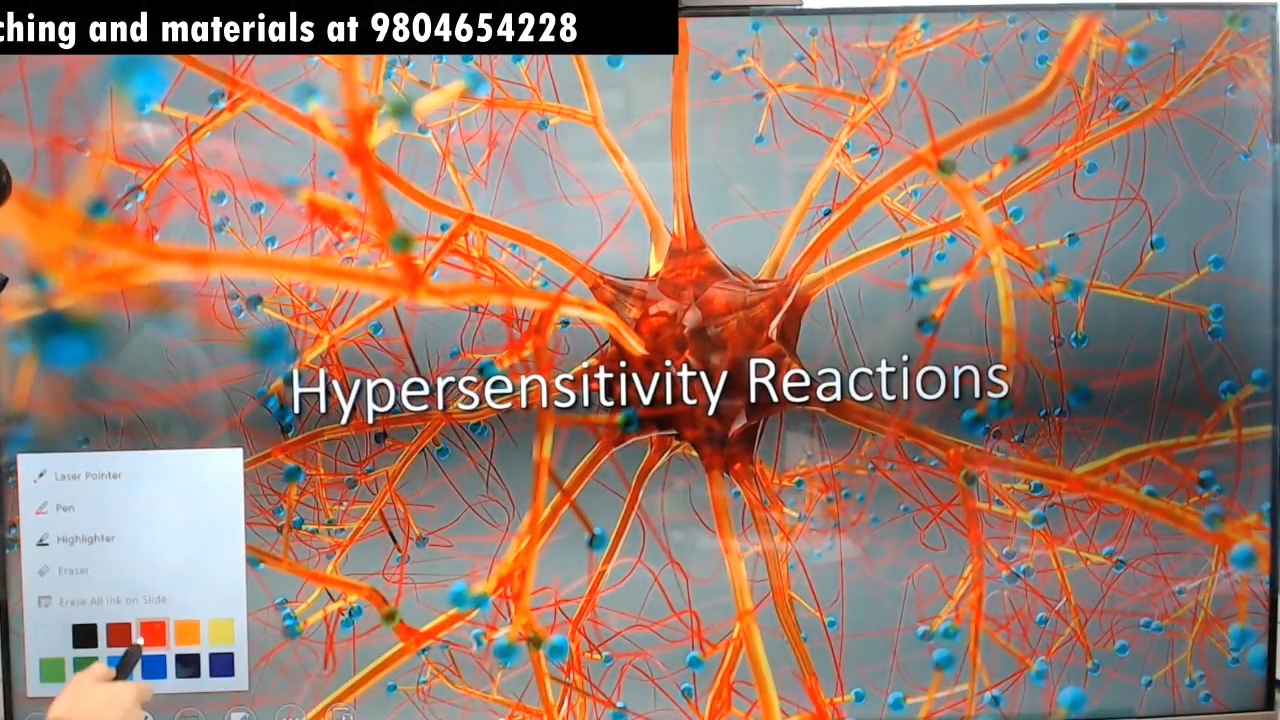 ching and materials at 9804654228
Hypersensitivity Reactions
Laser Pointer
Pen
Highlighter
Eraser
Erase All Ink on Slide